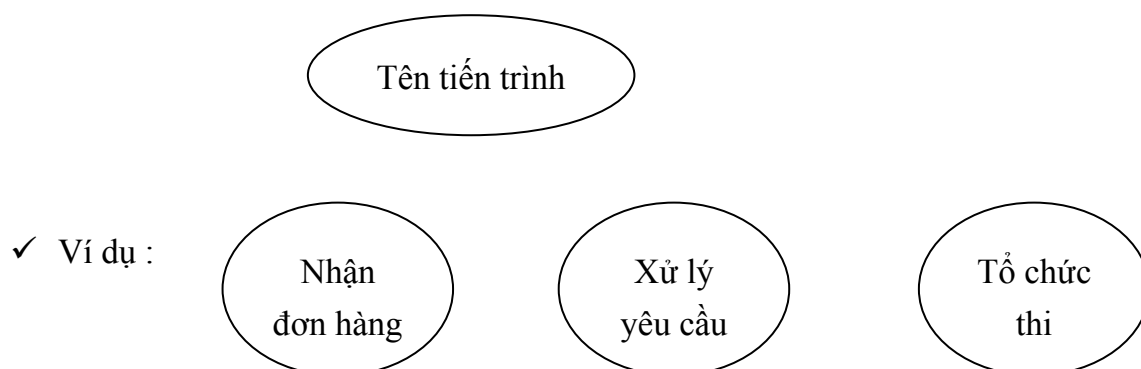 Tên tiến trình
✓ Ví dụ :
Nhận
đơn hàng
Xử lý
yêu cầu
Tổ chức
thi